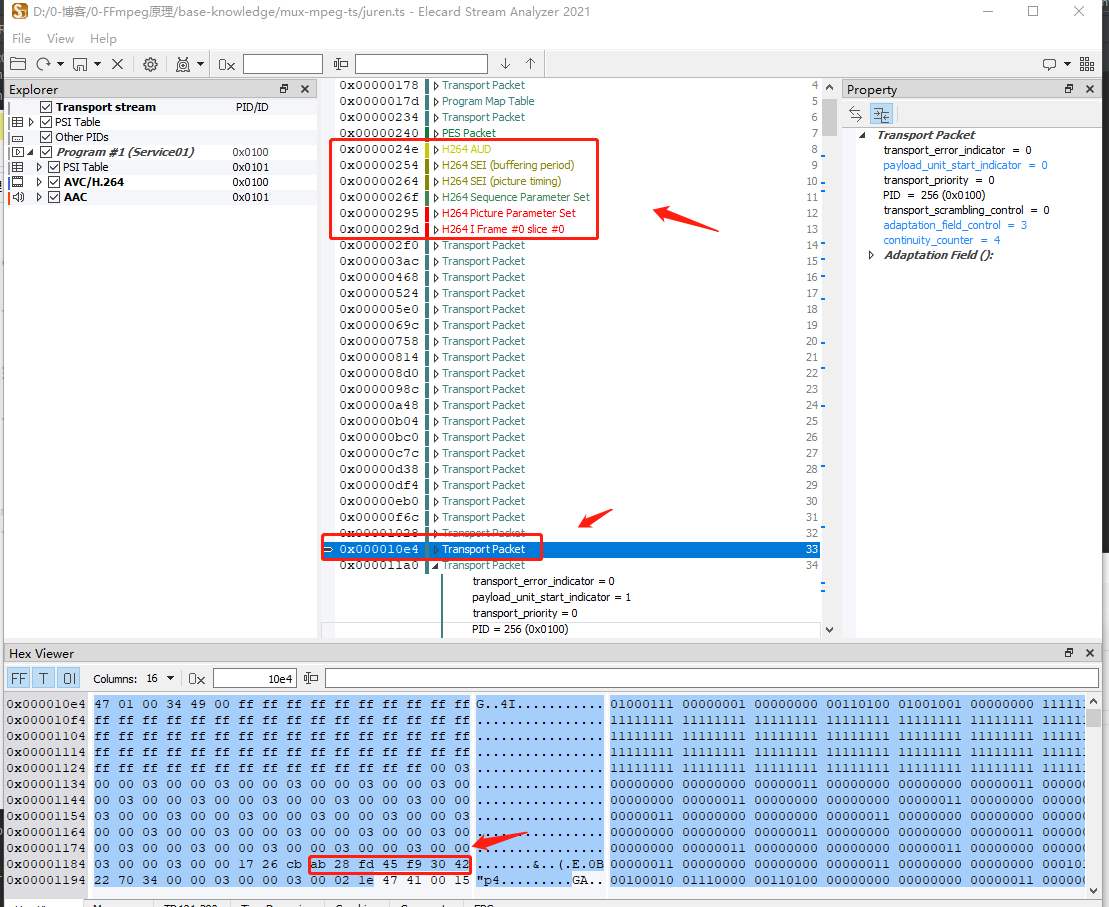 D:/0-博客/0-FFmpeg原理/base-knowledge/mux-mpeg-ts/juren.ts - Elecard Stream Analyzer 2021
File View Help
0x
Explorer
Transport stream PID/ID
PSI Table
Other PIDs
Program #1 (Service01) 0x0100
PSI Table 0x0101
AVC/H.264 0x0100
AAC 0x0101
0x00000178 Transport Packet 4
0x0000017d Program Map Table 5
0x00000234 Transport Packet 6
0x00000240 PES Packet 7
0x0000024e H264 AUD 8
0x00000254 H264 SEI (buffering period) 9
0x00000264 H264 SEI (picture timing) 10
0x0000026f H264 Sequence Parameter Set 11
0x00000295 H264 Picture Parameter Set 12
0x0000029d H264 I Frame #0 slice #0 13
0x000002f0 Transport Packet 14
0x000003ac Transport Packet 15
0x00000468 Transport Packet 16
0x00000524 Transport Packet 17
0x000005e0 Transport Packet 18
0x0000069c Transport Packet 19
0x00000758 Transport Packet 20
0x00000814 Transport Packet 21
0x000008d0 Transport Packet 22
0x0000098c Transport Packet 23
0x00000a48 Transport Packet 24
0x00000b04 Transport Packet 25
0x00000bc0 Transport Packet 26
0x00000c7c Transport Packet 27
0x00000d38 Transport Packet 28
0x00000df4 Transport Packet 29
0x00000eb0 Transport Packet 30
0x00000f6c Transport Packet 31
0x00001028 Transport Packet 32
0x000010e4 Transport Packet 33
0x000011a0 Transport Packet 34
transport_error_indicator = 0
payload_unit_start_indicator = 1
transport_priority = 0
PID = 256 (0x0100)
Property
Transport Packet
transport_error_indicator = 0
payload_unit_start_indicator = 0
transport_priority = 0
PID = 256 (0x0100)
transport_scrambling_control = 0
adaptation_field_control = 3
continuity_counter = 4
Adaptation Field ():
Hex Viewer
FF T OI Columns: 16 0x 10e4
0x000010e4 47 01 00 34 49 00 ff ff ff ff ff ff ff ff ff ff G..4I........... 01000111 00000001 00000000 00110100 01001001 00000000 111111
0x000010f4 ff ff ff ff ff ff ff ff ff ff ff ff ff ff ff ff ................ 11111111 11111111 11111111 11111111 11111111 11111111 111111
0x00001104 ff ff ff ff ff ff ff ff ff ff ff ff ff ff ff ff ................ 11111111 11111111 11111111 11111111 11111111 11111111 111111
0x00001114 ff ff ff ff ff ff ff ff ff ff ff ff ff ff ff ff ................ 11111111 11111111 11111111 11111111 11111111 11111111 111111
0x00001124 ff ff ff ff ff ff ff ff ff ff ff ff ff ff 00 03 ................ 11111111 11111111 11111111 11111111 11111111 11111111 111111
0x00001134 00 00 03 00 00 03 00 00 03 00 00 03 00 00 03 00 ................ 00000000 00000000 00000011 00000000 00000000 00000011 000000
0x00001144 00 03 00 00 03 00 00 03 00 00 03 00 00 03 00 00 ................ 00000000 00000011 00000000 00000000 00000011 00000000 000000
0x00001154 03 00 00 03 00 00 03 00 00 03 00 00 03 00 00 03 ................ 00000011 00000000 00000000 00000011 00000000 00000000 000000
0x00001164 00 00 03 00 00 03 00 00 03 00 00 03 00 00 03 00 ................ 00000000 00000000 00000011 00000000 00000000 00000011 000000
0x00001174 00 03 00 00 03 00 00 03 00 00 03 00 00 03 00 00 ................ 00000000 00000011 00000000 00000000 00000011 00000000 000000
0x00001184 03 00 00 03 00 00 17 26 cb ab 28 fd 45 f9 30 42 .......&..(.E.0B 00000011 00000000 00000000 00000011 00000000 00000000 000101
0x00001194 22 70 34 00 00 03 00 00 03 00 02 1e 47 41 00 15 "p4.........GA.. 00100010 01110000 00110100 00000000 00000000 00000011 000000